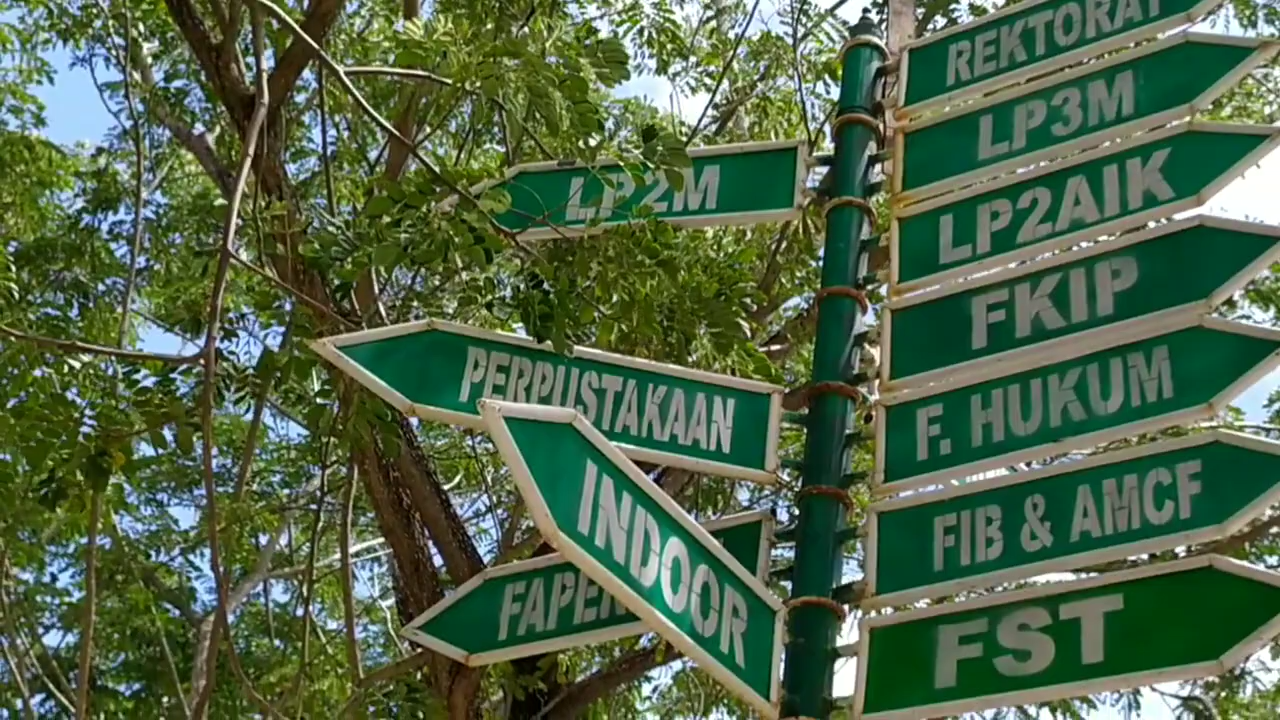 REKTORAT
LP3M
LP2M
LP2AIK
FKIP
PERPUSTAKAAN
F. HUKUM
INDOOR
FIB & AMCF
FST